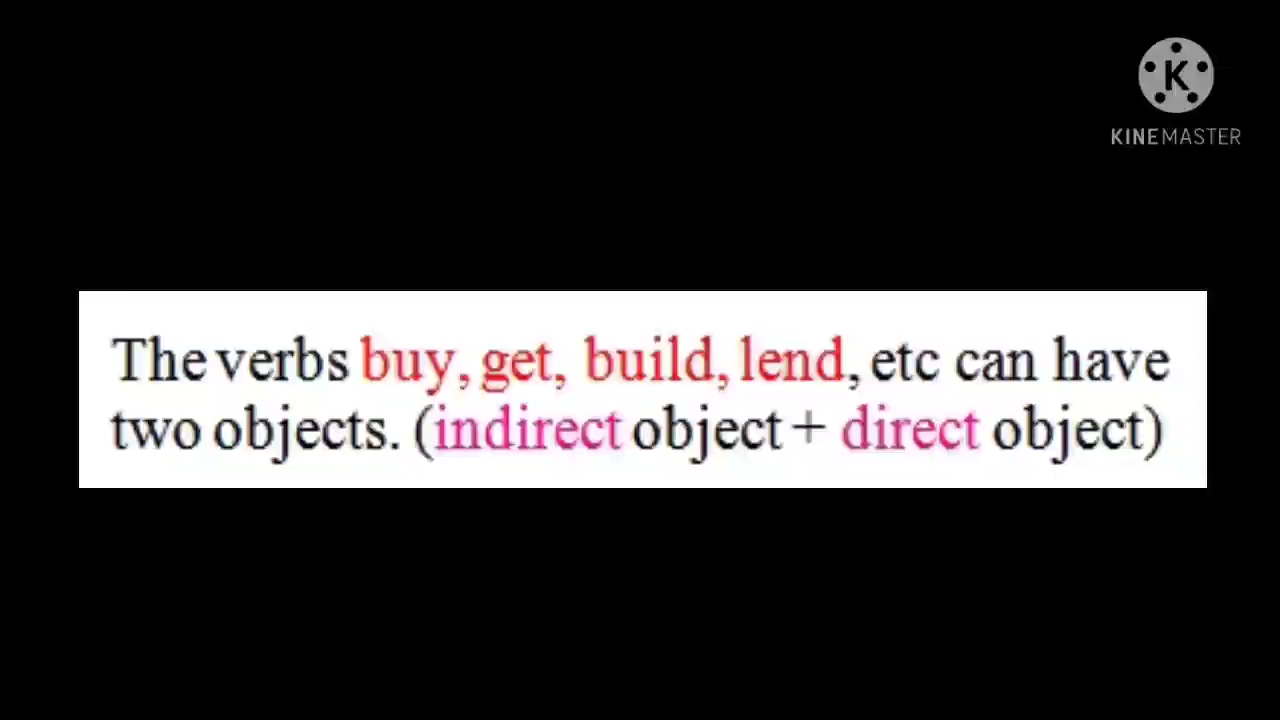 K
KINEMASTER
The verbs buy, get, build, lend, etc can have
two objects. (indirect object + direct object)